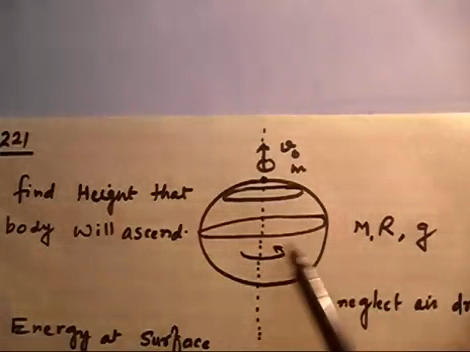 221
v₀
m
find Height that
body will ascend.
M, R, g
neglect air
Energy at Surface